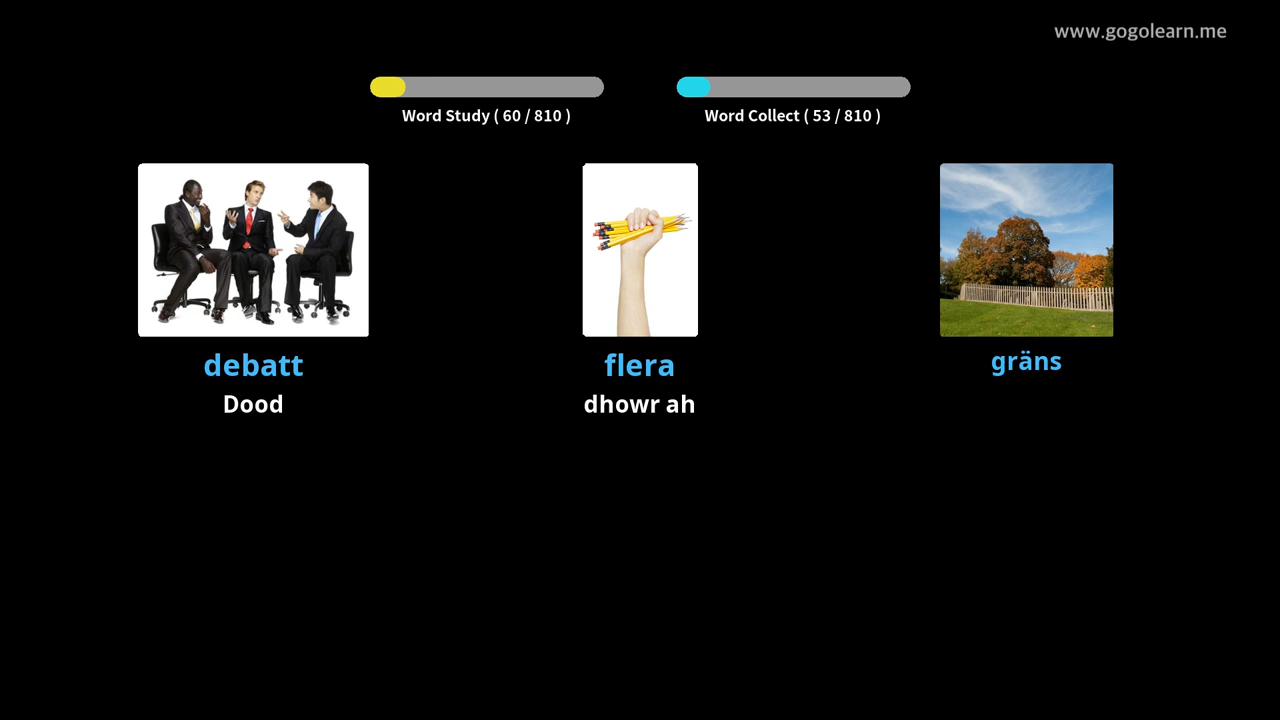 www.gogolearn.me
Word Study ( 60 / 810 )
Word Collect ( 53 / 810 )
debatt
Dood
flera
dhowr ah
gräns